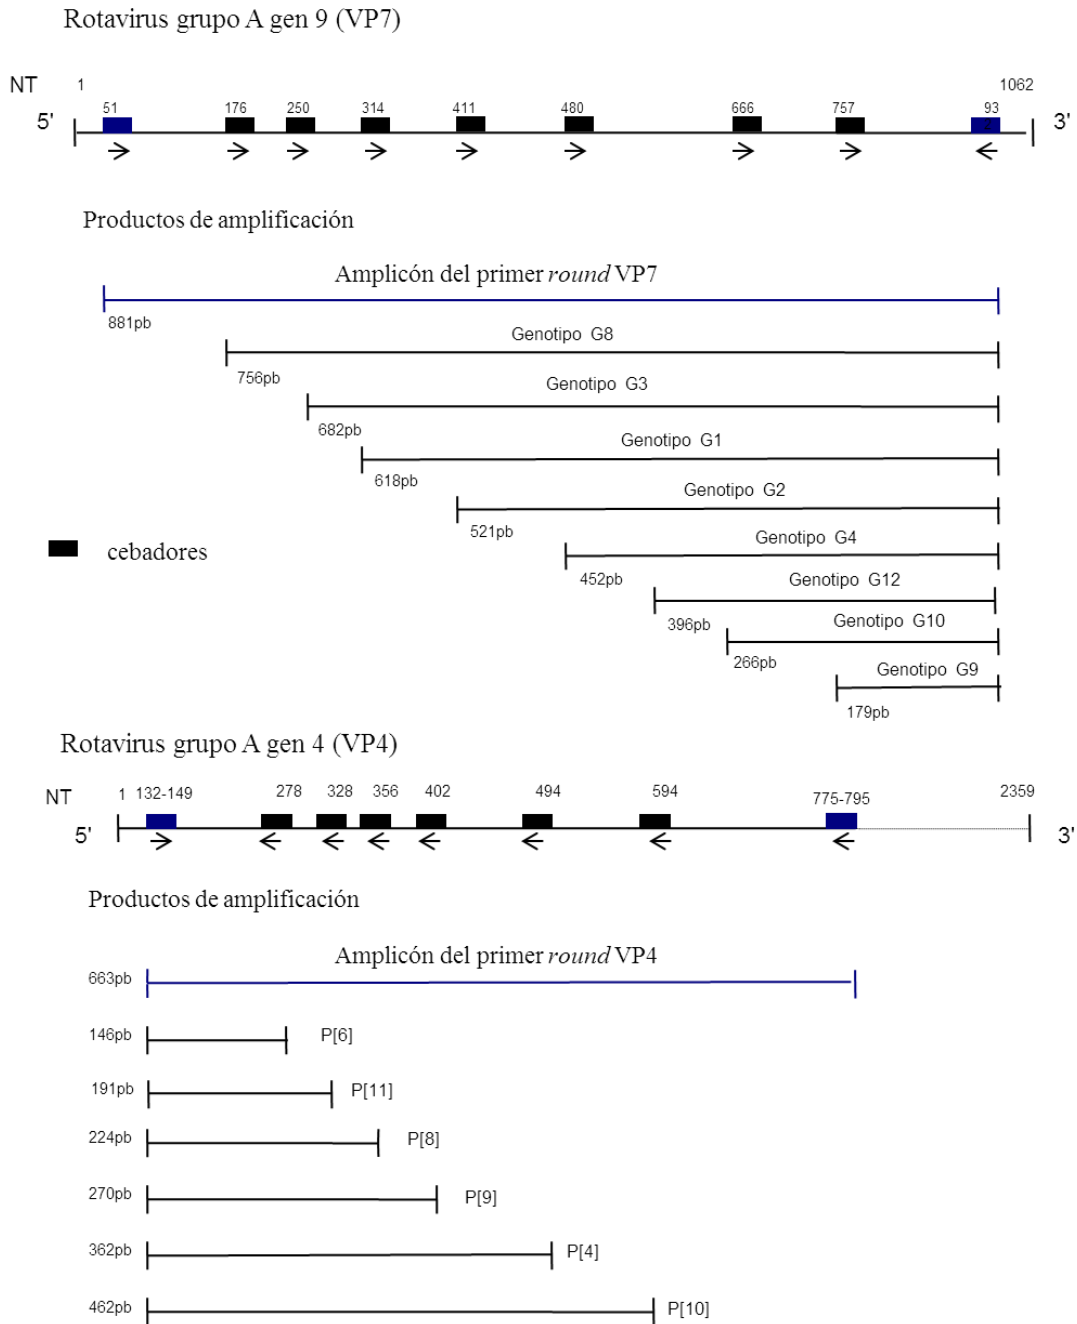 Rotavirus grupo A gen 9 (VP7)
NT 1 1062
51 176 250 314 411 480 666 757 93
5' 3'
Productos de amplificación
Amplicón del primer round VP7
881pb
Genotipo G8
756pb
Genotipo G3
682pb
Genotipo G1
618pb
Genotipo G2
521pb
cebadores
Genotipo G4
452pb
Genotipo G12
396pb
Genotipo G10
266pb
Genotipo G9
179pb
Rotavirus grupo A gen 4 (VP4)
NT 1 132-149 278 328 356 402 494 594 775-795 2359
5' 3'
Productos de amplificación
Amplicón del primer round VP4
663pb
146pb P[6]
191pb P[11]
224pb P[8]
270pb P[9]
362pb P[4]
462pb P[10]